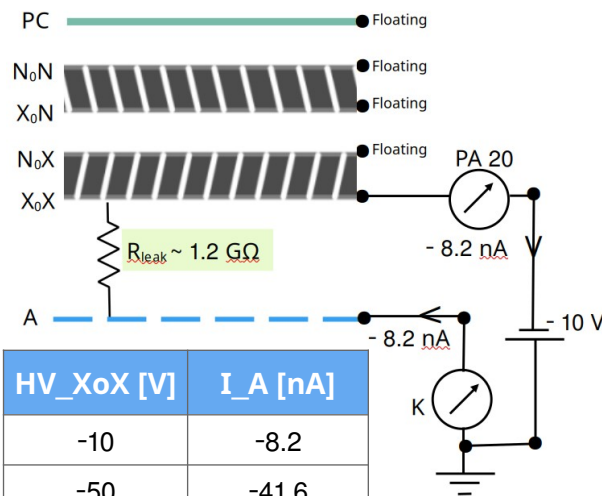 PC
Floating
N₀N
Floating
X₀N
Floating
N₀X
Floating
PA 20
X₀X
- 8.2 nA
V
R_leak ~ 1.2 GΩ
- 10 V
A
- 8.2 nA
HV_XoX [V] I_A [nA]
K
-10 -8.2
-50 -41.6